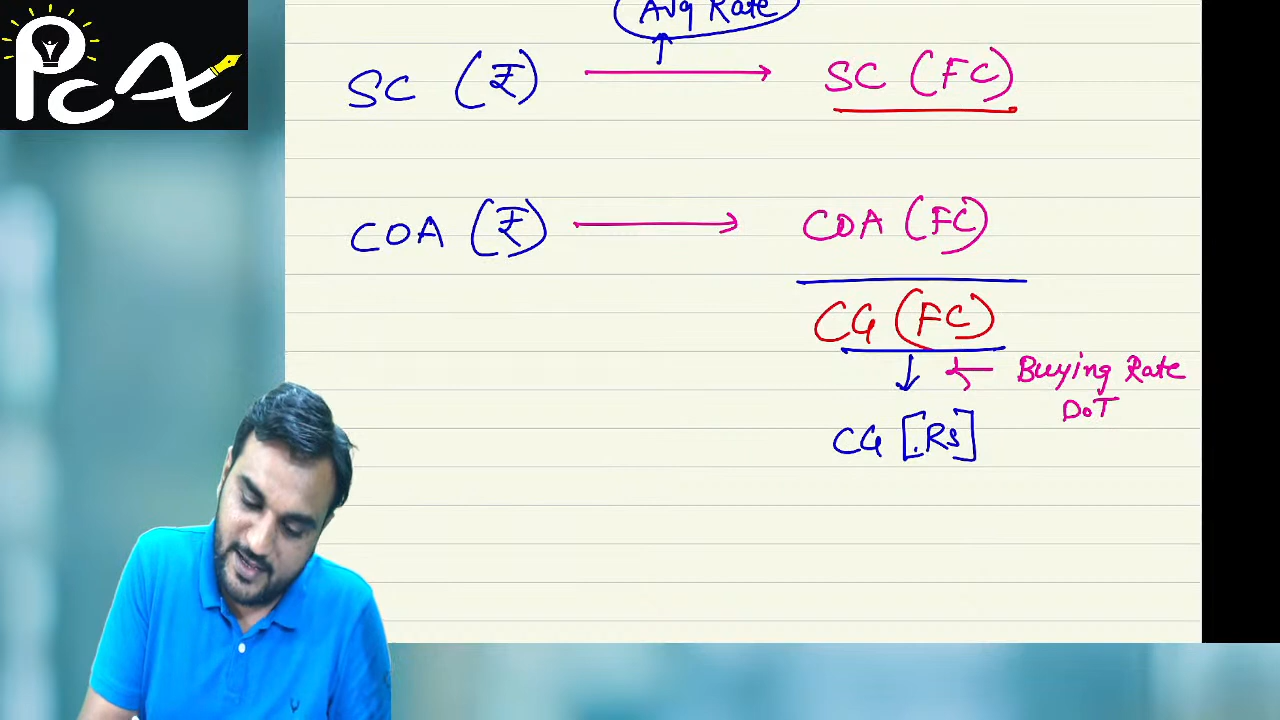 PCA
Avg Rate
SC (₹) → SC (FC)
COA (₹) → COA (FC)
CG (FC)
↓ ← Buying Rate
DoT
CG [Rs]